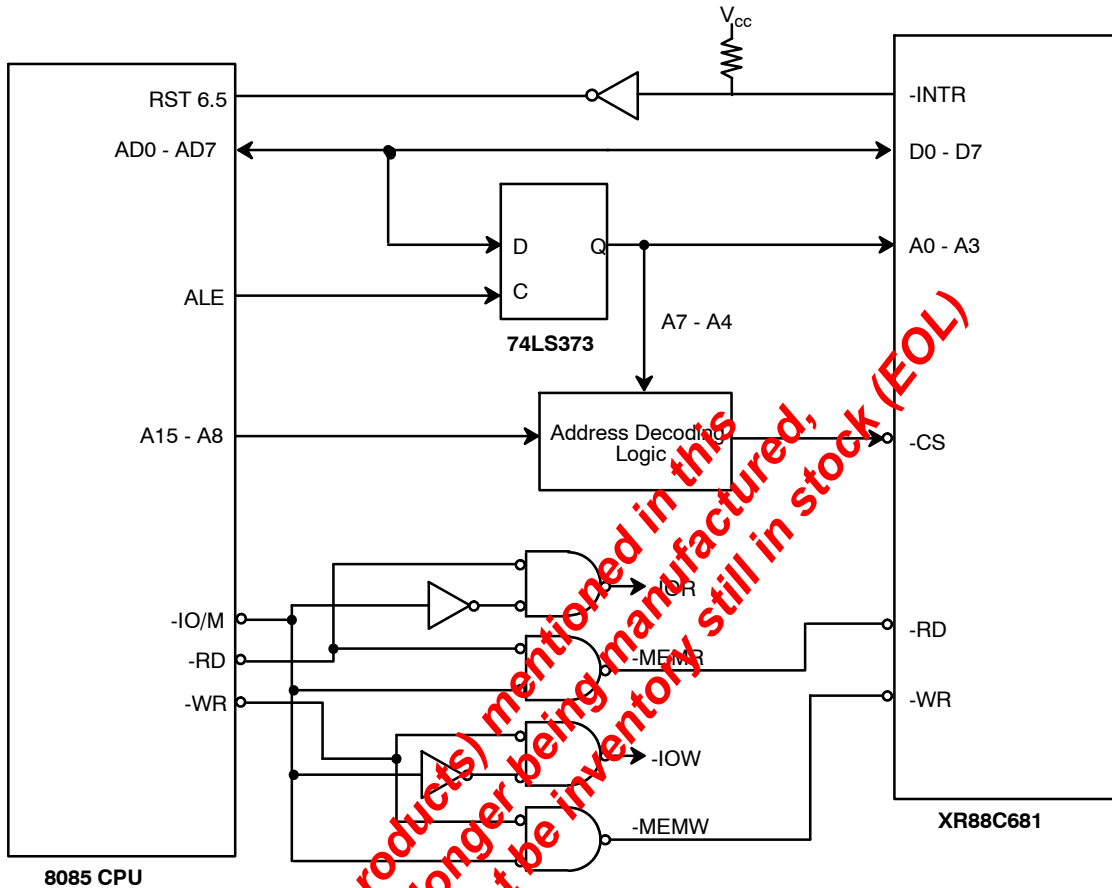 Vcc
RST 6.5
-INTR
AD0 - AD7
D0 - D7
D
Q
A0 - A3
ALE
C
A7 - A4
74LS373
A15 - A8
Address Decoding
Logic
-CS
-IOR
-IO/M
-RD
-MEMR
-RD
-WR
-WR
-IOW
-MEMW
XR88C681
8085 CPU
roducts) mentioned in this
longer being manufactured,
t be inventory still in stock (EOL)